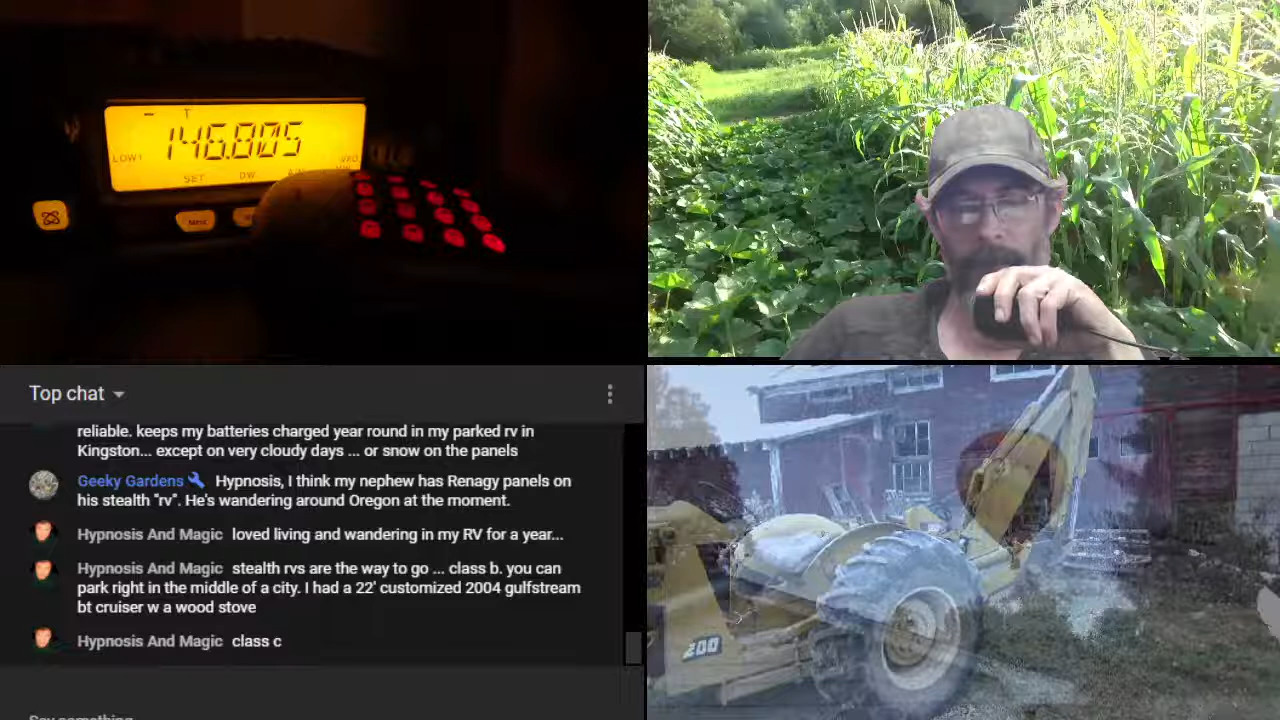 146.805
LOW1
SET DW
Top chat
reliable. keeps my batteries charged year round in my parked rv in
Kingston... except on very cloudy days ... or snow on the panels
Geeky Gardens Hypnosis, I think my nephew has Renagy panels on
his stealth "rv". He's wandering around Oregon at the moment.
Hypnosis And Magic loved living and wandering in my RV for a year...
Hypnosis And Magic stealth rvs are the way to go ... class b. you can
park right in the middle of a city. I had a 22' customized 2004 gulfstream
bt cruiser w a wood stove
Hypnosis And Magic class c
Say something
200